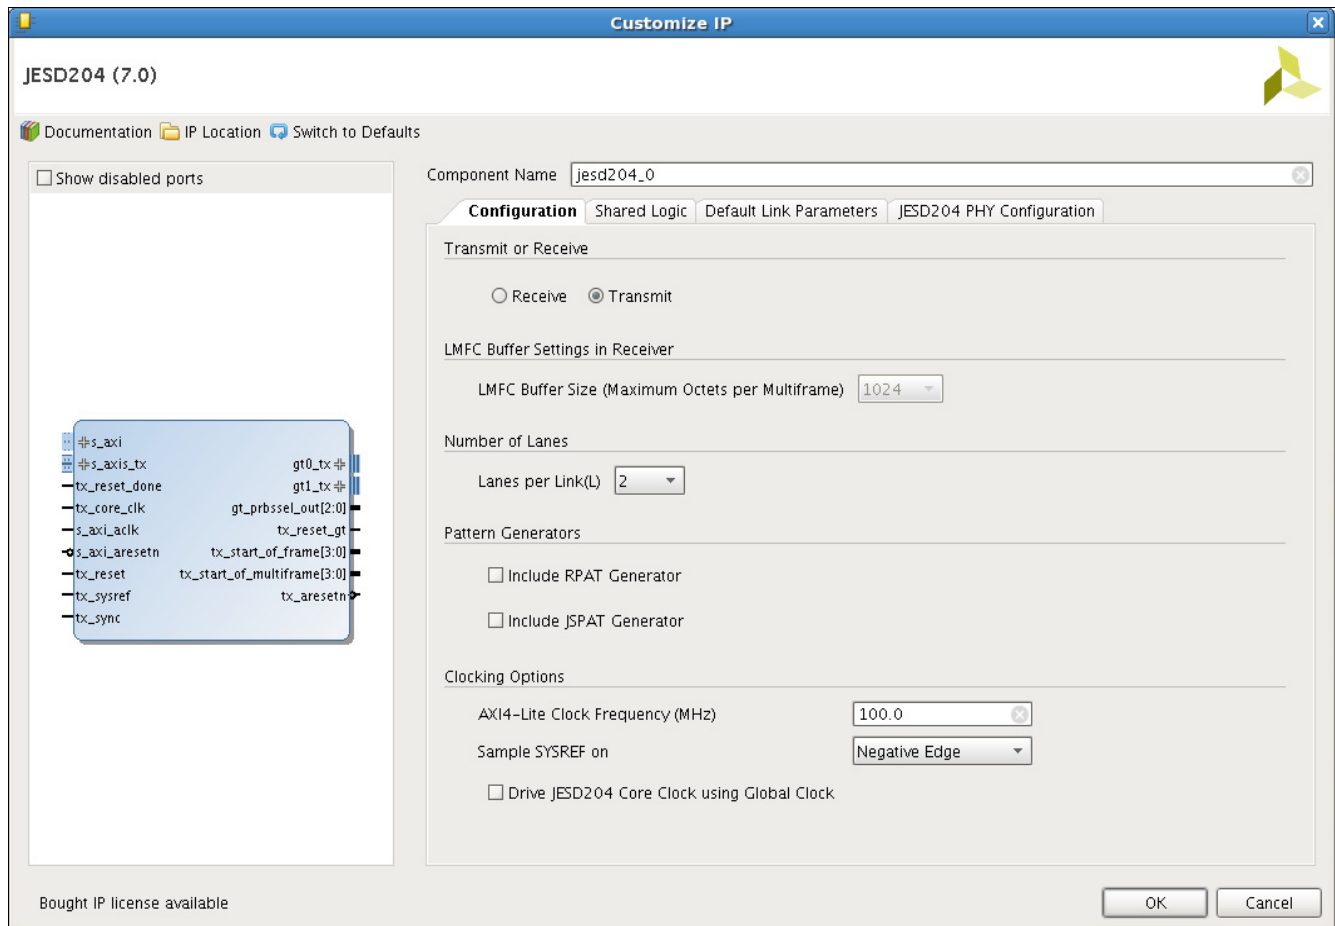 Customize IP
JESD204 (7.0)
Documentation IP Location Switch to Defaults
Show disabled ports
s_axi
s_axis_tx
tx_reset_done
tx_core_clk
s_axi_aclk
s_axi_aresetn
tx_reset
tx_sysref
tx_sync
gt0_tx
gt1_tx
gt_prbssel_out[2:0]
tx_reset_gt
tx_start_of_frame[3:0]
tx_start_of_multiframe[3:0]
tx_aresetn
Component Name jesd204_0
Configuration Shared Logic Default Link Parameters JESD204 PHY Configuration
Transmit or Receive
Receive Transmit
LMFC Buffer Settings in Receiver
LMFC Buffer Size (Maximum Octets per Multiframe) 1024
Number of Lanes
Lanes per Link(L) 2
Pattern Generators
Include RPAT Generator
Include JSPAT Generator
Clocking Options
AXI4-Lite Clock Frequency (MHz) 100.0
Sample SYSREF on Negative Edge
Drive JESD204 Core Clock using Global Clock
Bought IP license available
OK Cancel